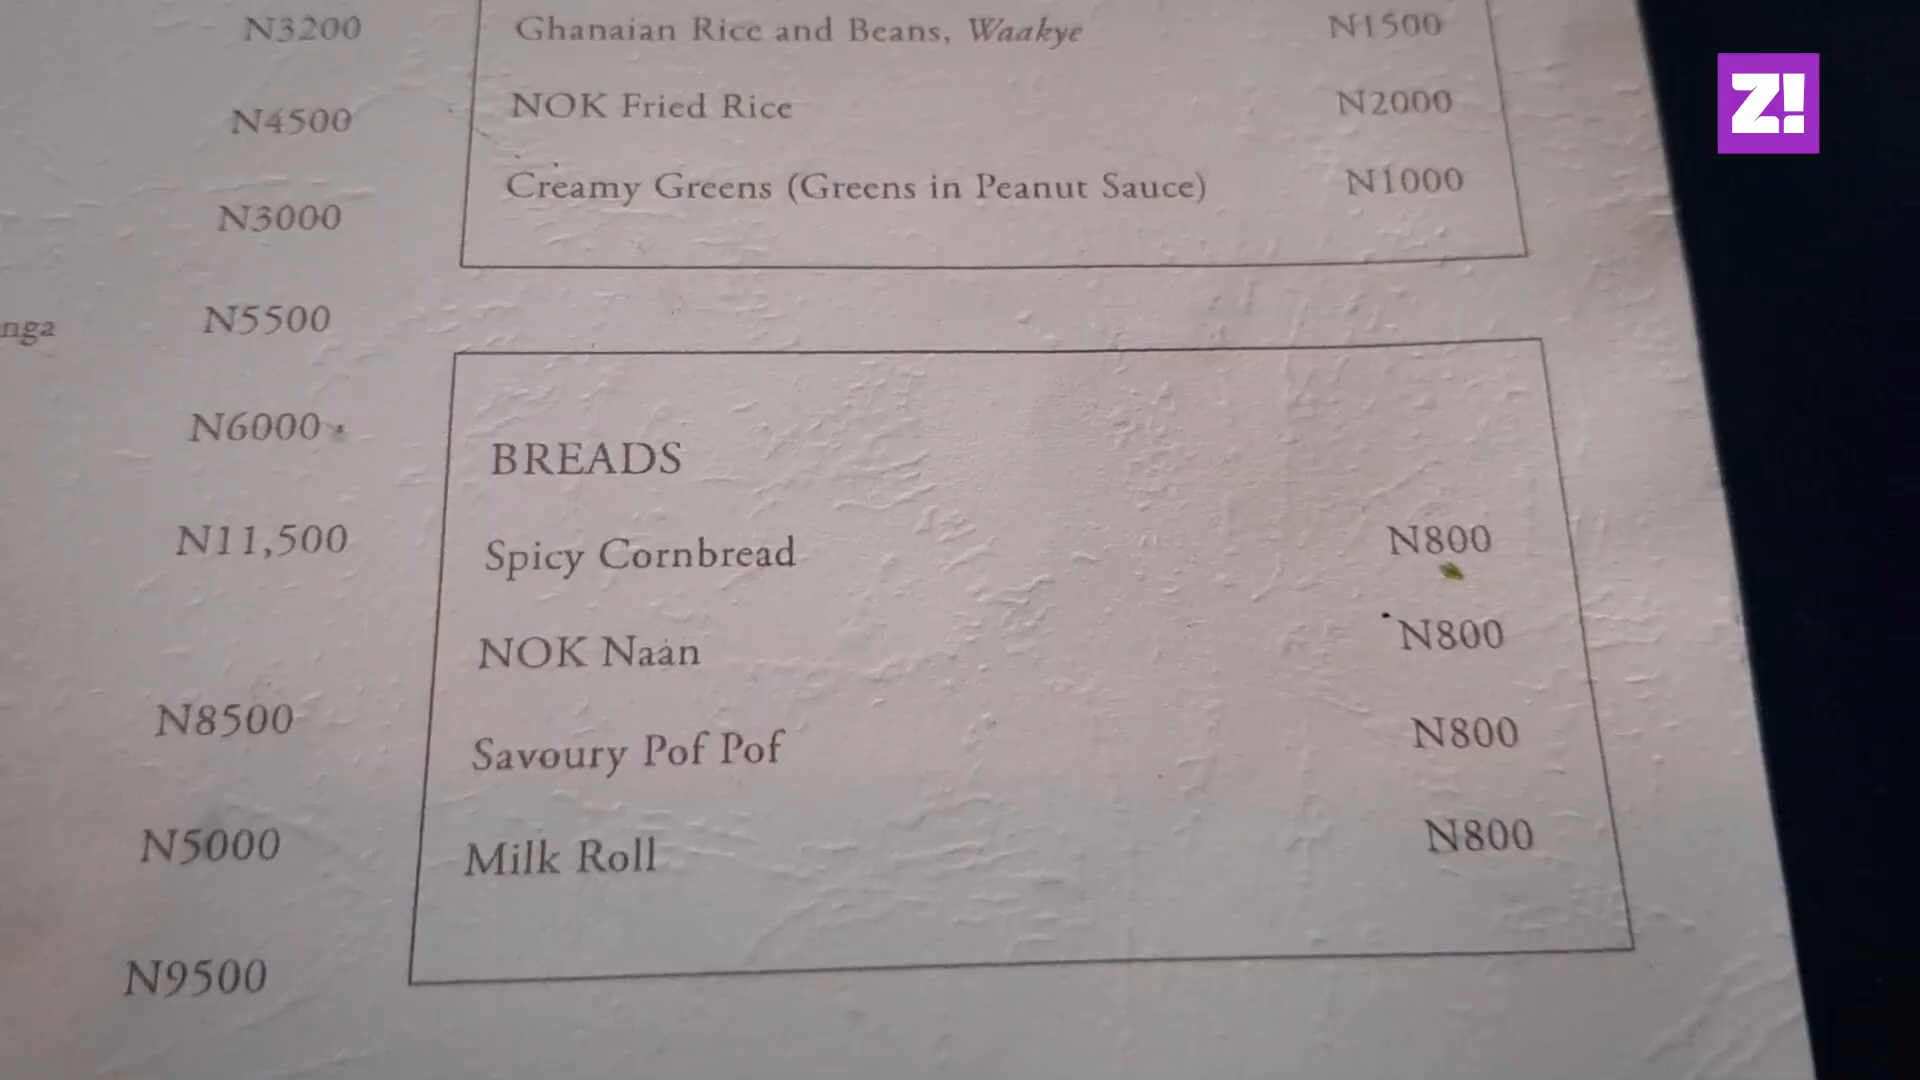 N3200
N4500
N3000
nga N5500
N6000
N11,500
N8500
N5000
N9500
Ghanaian Rice and Beans, Waakye N1500
NOK Fried Rice N2000
Creamy Greens (Greens in Peanut Sauce) N1000
BREADS
Spicy Cornbread N800
NOK Naan N800
Savoury Pof Pof N800
Milk Roll N800
Z!